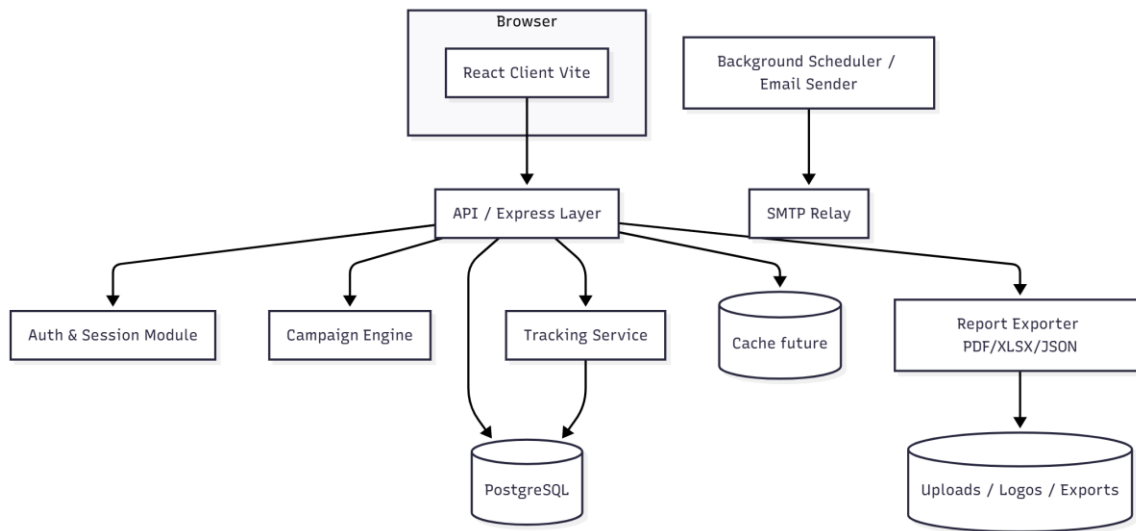 Browser
React Client Vite
Background Scheduler /
Email Sender
API / Express Layer
SMTP Relay
Auth & Session Module
Campaign Engine
Tracking Service
Cache future
Report Exporter
PDF/XLSX/JSON
PostgreSQL
Uploads / Logos / Exports